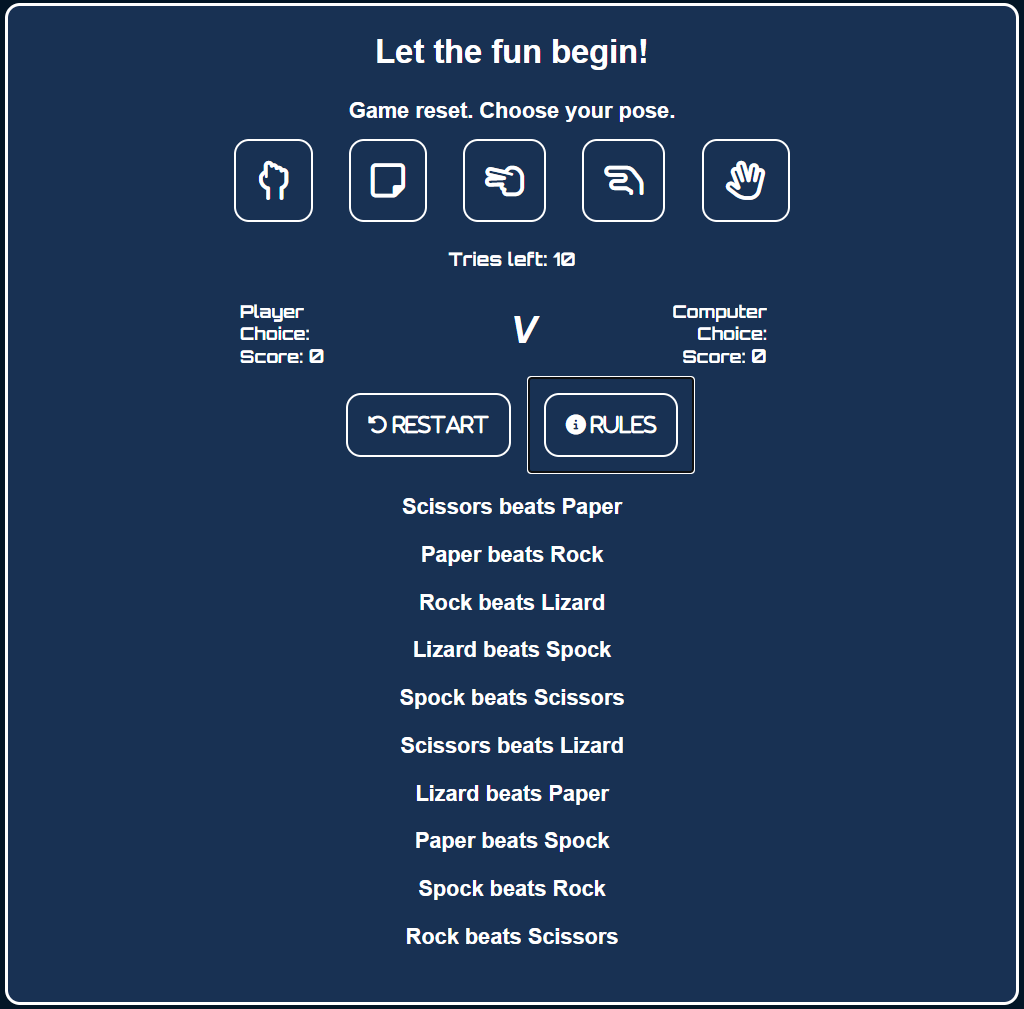 Let the fun begin!
Game reset. Choose your pose.
Tries left: 10
Player
Choice:
Score: 0
V
Computer
Choice:
Score: 0
RESTART
RULES
Scissors beats Paper
Paper beats Rock
Rock beats Lizard
Lizard beats Spock
Spock beats Scissors
Scissors beats Lizard
Lizard beats Paper
Paper beats Spock
Spock beats Rock
Rock beats Scissors